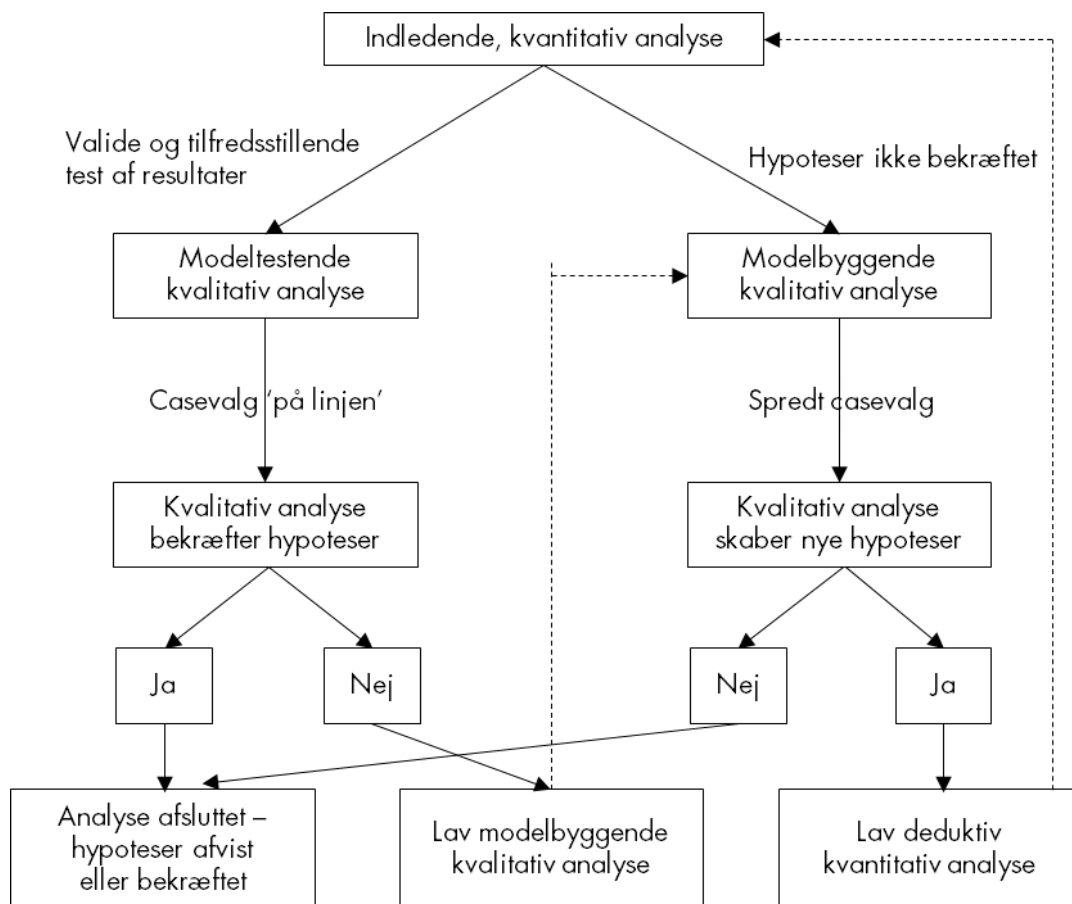 Indledende, kvantitativ analyse
Valide og tilfredsstillende
test af resultater
Hypoteser ikke bekræftet
Modeltestende
kvalitativ analyse
Modelbyggende
kvalitativ analyse
Casevalg ‘på linjen’
Spredt casevalg
Kvalitativ analyse
bekræfter hypoteser
Kvalitativ analyse
skaber nye hypoteser
Ja
Nej
Nej
Ja
Analyse afsluttet –
hypoteser afvist
eller bekræftet
Lav modelbyggende
kvalitativ analyse
Lav deduktiv
kvantitativ analyse